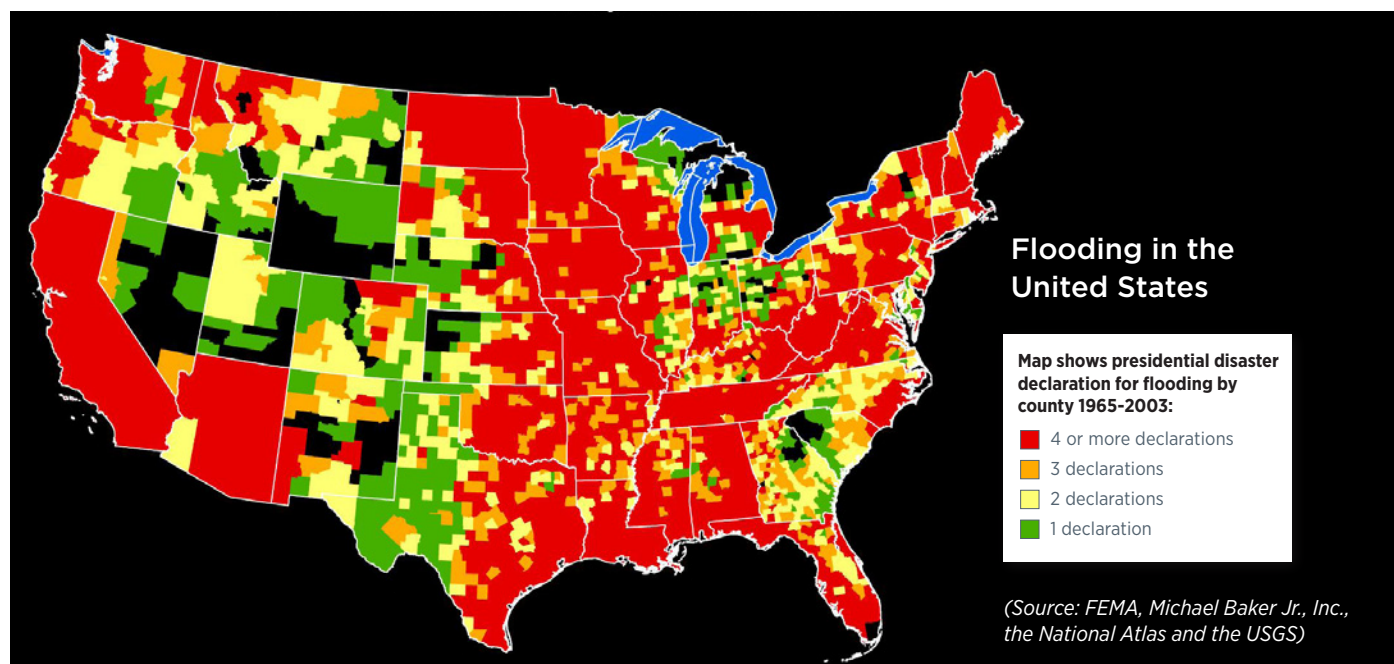 Flooding in the
United States
Map shows presidential disaster
declaration for flooding by
county 1965-2003:
4 or more declarations
3 declarations
2 declarations
1 declaration
(Source: FEMA, Michael Baker Jr., Inc.,
the National Atlas and the USGS)